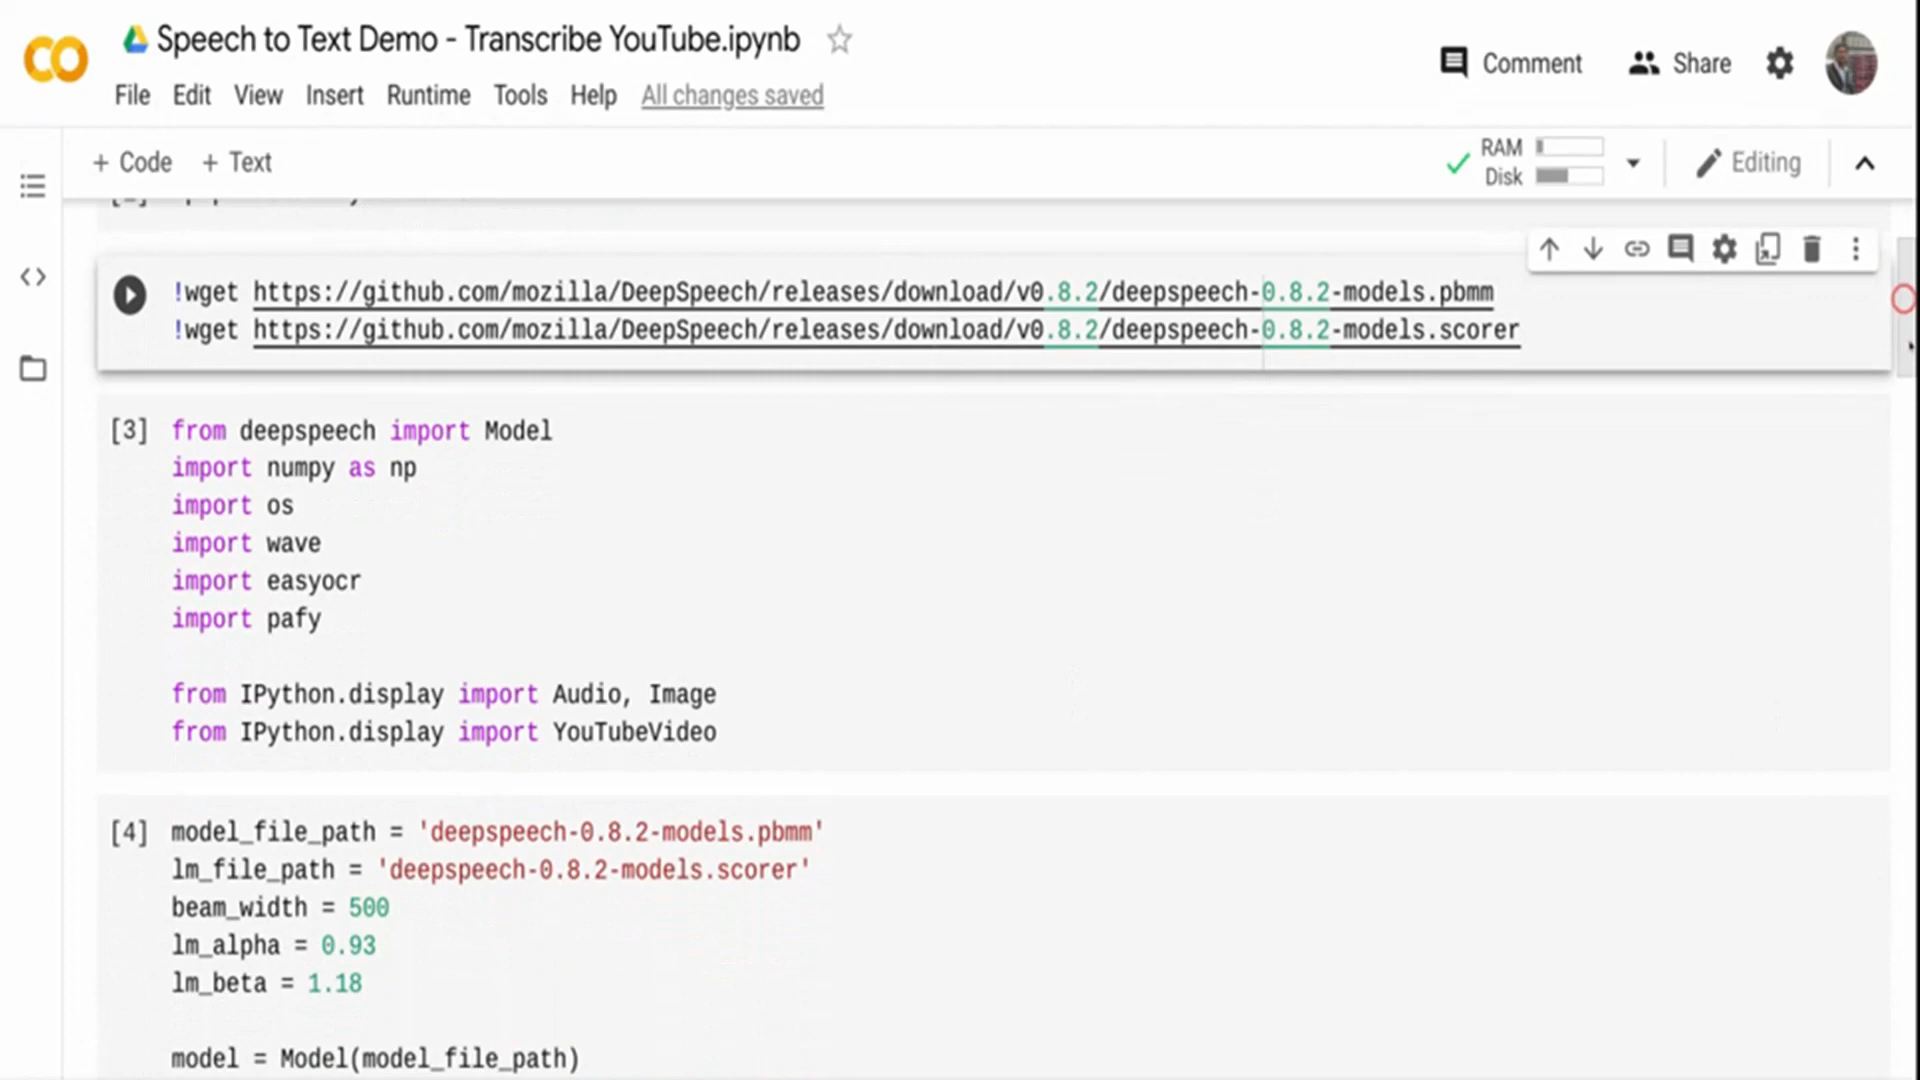 Speech to Text Demo - Transcribe YouTube.ipynb
File Edit View Insert Runtime Tools Help All changes saved
Comment Share
+ Code + Text
RAM
Disk
Editing
!wget https://github.com/mozilla/DeepSpeech/releases/download/v0.8.2/deepspeech-0.8.2-models.pbmm
!wget https://github.com/mozilla/DeepSpeech/releases/download/v0.8.2/deepspeech-0.8.2-models.scorer
[3] from deepspeech import Model
import numpy as np
import os
import wave
import easyocr
import pafy
from IPython.display import Audio, Image
from IPython.display import YouTubeVideo
[4] model_file_path = 'deepspeech-0.8.2-models.pbmm'
lm_file_path = 'deepspeech-0.8.2-models.scorer'
beam_width = 500
lm_alpha = 0.93
lm_beta = 1.18
model = Model(model_file_path)